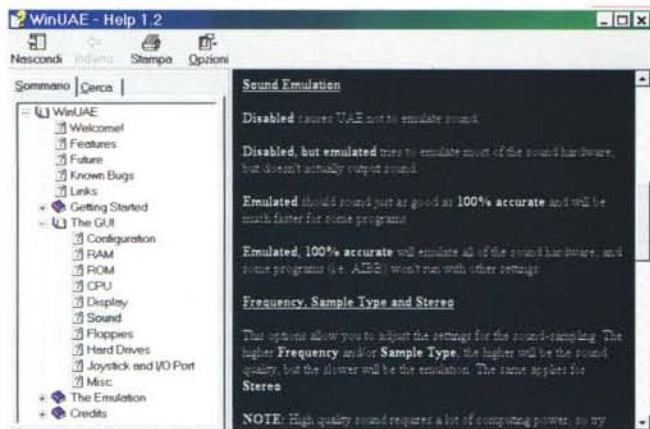 WinUAE - Help 1.2
Nascondi Indietro Stampa Opzioni
Sommario Cerca
WinUAE
Welcome!
Features
Future
Known Bugs
Links
Getting Started
The GUI
Configuration
RAM
ROM
CPU
Display
Sound
Floppies
Hard Drives
Joystick and I/O Port
Misc
The Emulation
Credits
Sound Emulation
Disabled causes UAE not to emulate sound.
Disabled, but emulated tries to emulate most of the sound hardware,
but doesn't actually output sound.
Emulated should sound just as good as 100% accurate and will be
much faster for some programs
Emulated, 100% accurate will emulate all of the sound hardware, and
some programs (i.e. AIBB) won't run with other settings
Frequency, Sample Type and Stereo
This options allow you to adjust the settings for the sound-sampling. The
higher Frequency and/or Sample Type, the higher will be the sound
quality, but the slower will be the emulation. The same applies for
Stereo
NOTE: High quality sound requires a lot of computing power, so try